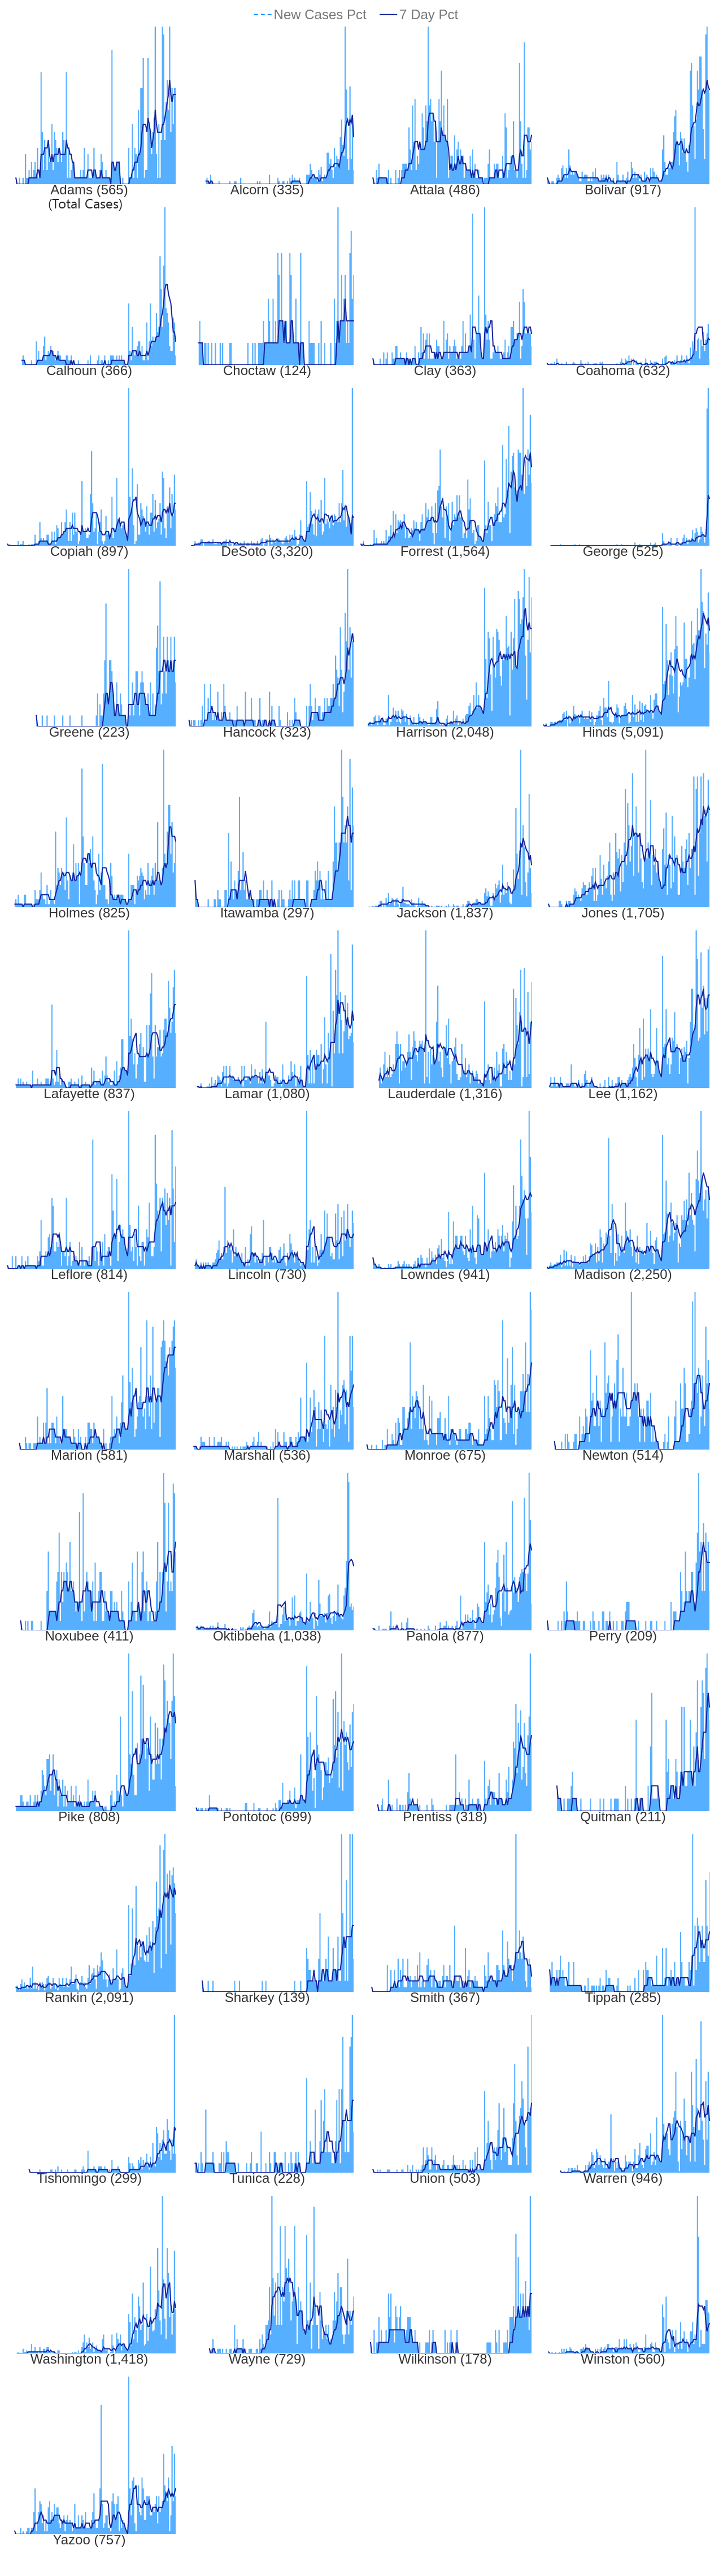 New Cases Pct 7 Day Pct
Adams (565) Alcorn (335) Attala (486) Bolivar (917)
(Total Cases)
Calhoun (366) Choctaw (124) Clay (363) Coahoma (632)
Copiah (897) DeSoto (3,320) Forrest (1,564) George (525)
Greene (223) Hancock (323) Harrison (2,048) Hinds (5,091)
Holmes (825) Itawamba (297) Jackson (1,837) Jones (1,705)
Lafayette (837) Lamar (1,080) Lauderdale (1,316) Lee (1,162)
Leflore (814) Lincoln (730) Lowndes (941) Madison (2,250)
Marion (581) Marshall (536) Monroe (675) Newton (514)
Noxubee (411) Oktibbeha (1,038) Panola (877) Perry (209)
Pike (808) Pontotoc (699) Prentiss (318) Quitman (211)
Rankin (2,091) Sharkey (139) Smith (367) Tippah (285)
Tishomingo (299) Tunica (228) Union (503) Warren (946)
Washington (1,418) Wayne (729) Wilkinson (178) Winston (560)
Yazoo (757)